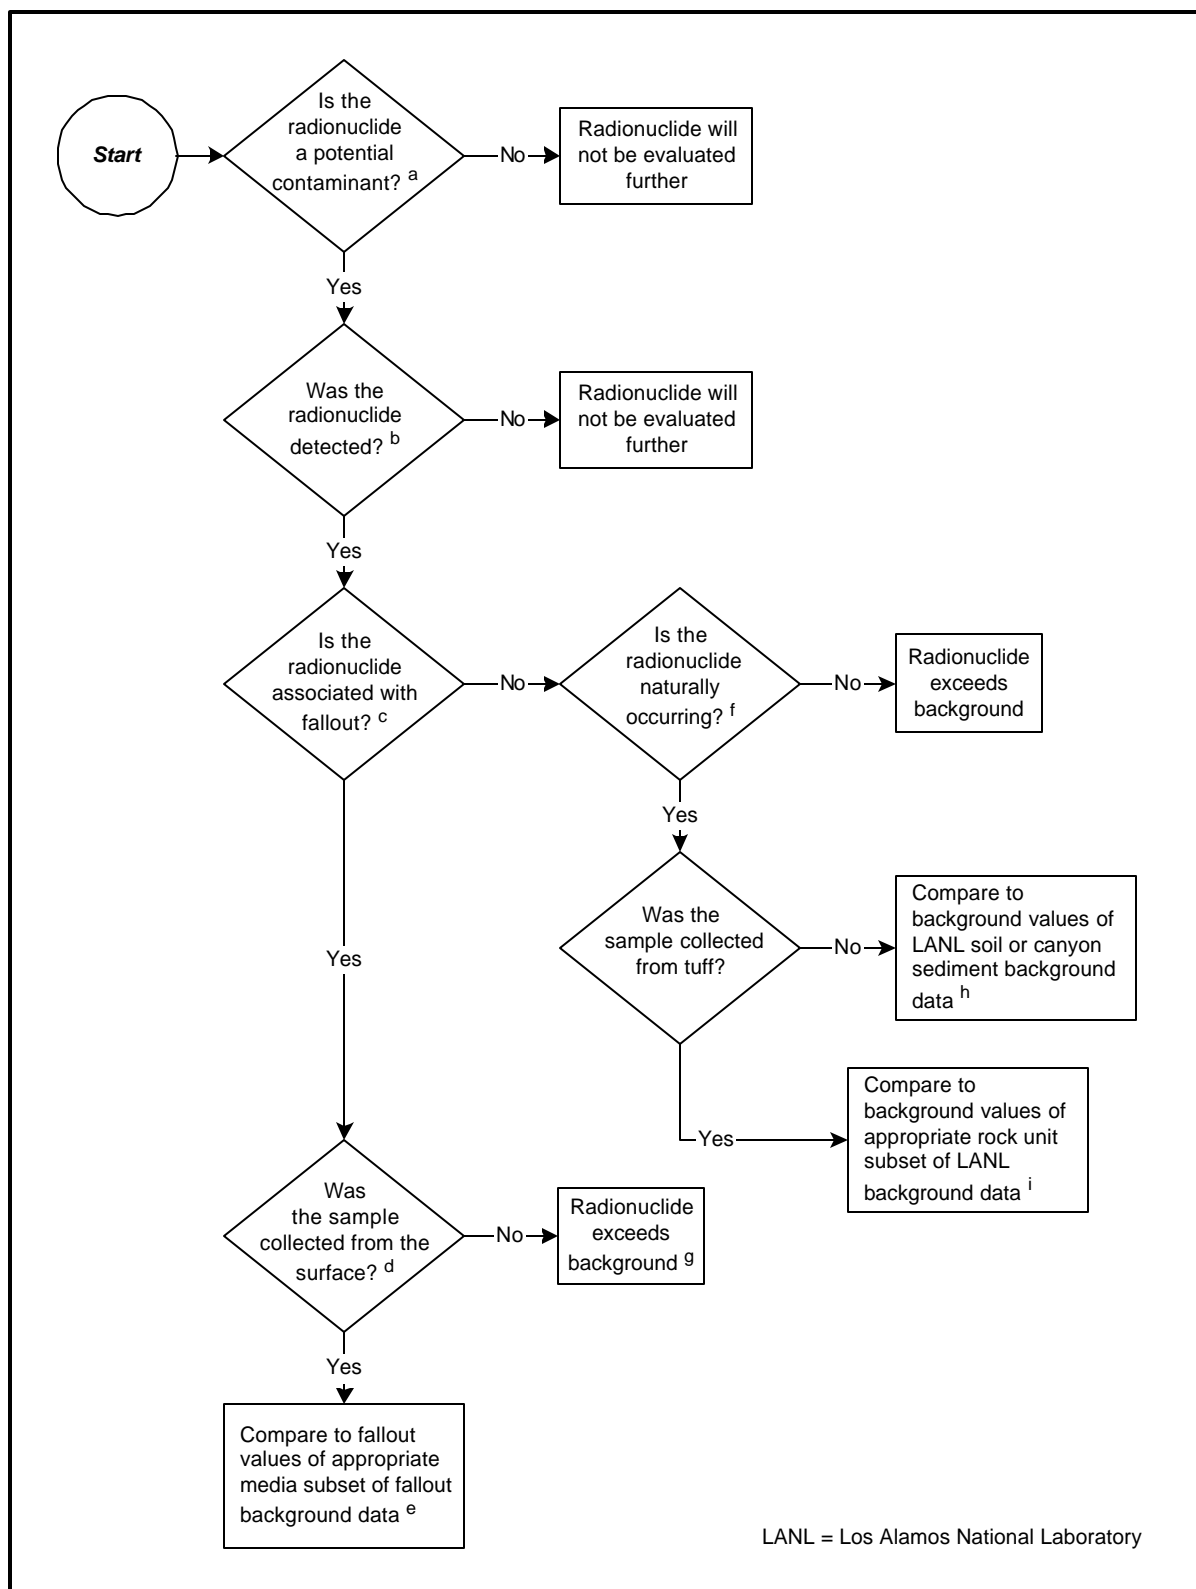 Start
Is the
radionuclide
a potential
contaminant? a
No
Radionuclide will
not be evaluated
further
Yes
Was the
radionuclide
detected? b
No
Radionuclide will
not be evaluated
further
Yes
Is the
radionuclide
associated with
fallout? c
No
Is the
radionuclide
naturally
occurring? f
No
Radionuclide
exceeds
background
Yes
Was the
sample collected
from tuff?
No
Compare to
background values of
LANL soil or canyon
sediment background
data h
Yes
Compare to
background values of
appropriate rock unit
subset of LANL
background data i
Yes
Was
the sample
collected from the
surface? d
No
Radionuclide
exceeds
background g
Yes
Compare to fallout
values of appropriate
media subset of fallout
background data e
LANL = Los Alamos National Laboratory